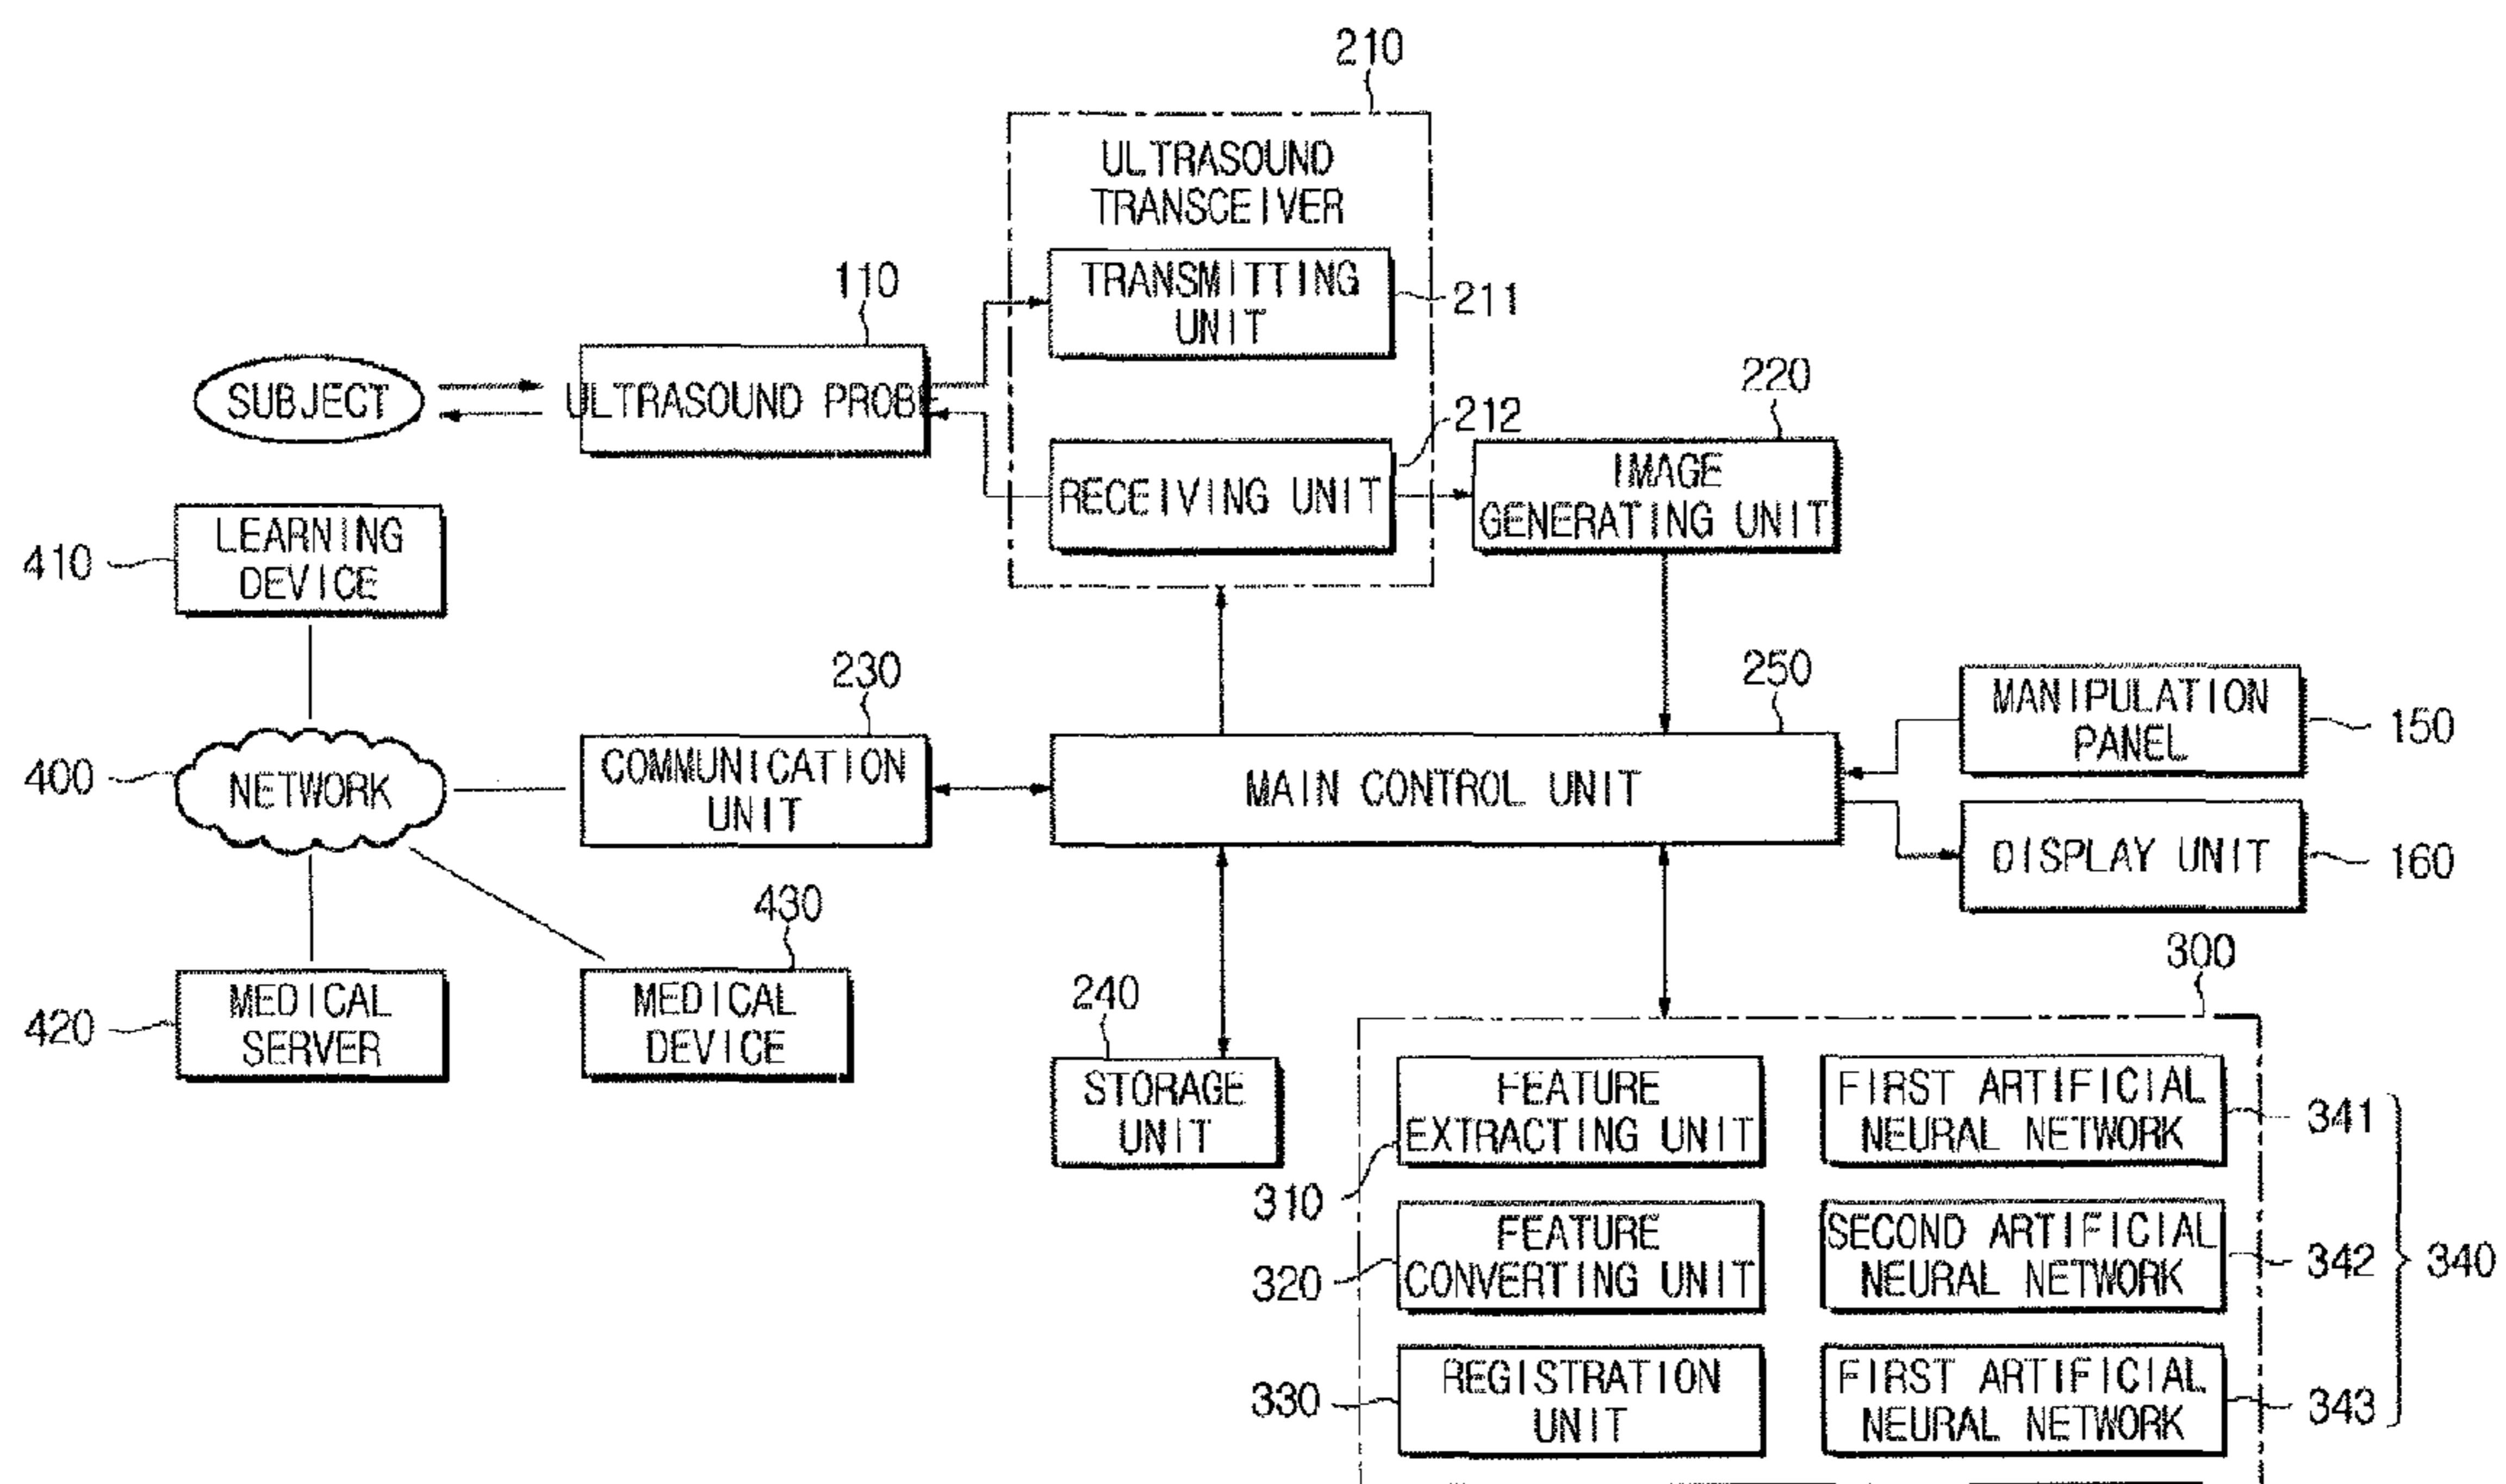 210
ULTRASOUND
TRANSCEIVER
110
TRANSMITTING
UNIT
211
SUBJECT
ULTRASOUND PROBE
220
212
RECEIVING UNIT
IMAGE
GENERATING UNIT
410
LEARNING
DEVICE
230
250
MANIPULATION
PANEL
150
400
NETWORK
COMMUNICATION
UNIT
MAIN CONTROL UNIT
DISPLAY UNIT
160
430
300
420
MEDICAL
SERVER
MEDICAL
DEVICE
240
STORAGE
UNIT
FEATURE
EXTRACTING UNIT
310
FIRST ARTIFICIAL
NEURAL NETWORK
341
FEATURE
CONVERTING UNIT
320
SECOND ARTIFICIAL
NEURAL NETWORK
342
340
REGISTRATION
UNIT
330
FIRST ARTIFICIAL
NEURAL NETWORK
343